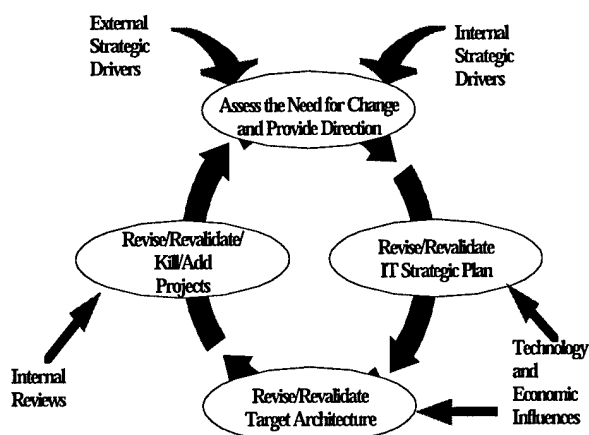 External
Strategic
Drivers
Internal
Strategic
Drivers
Assess the Need for Change
and Provide Direction
Revise/Revalidate/
Kill/Add
Projects
Revise/Revalidate
IT Strategic Plan
Internal
Reviews
Technology
and
Economic
Influences
Revise/Revalidate
Target Architecture